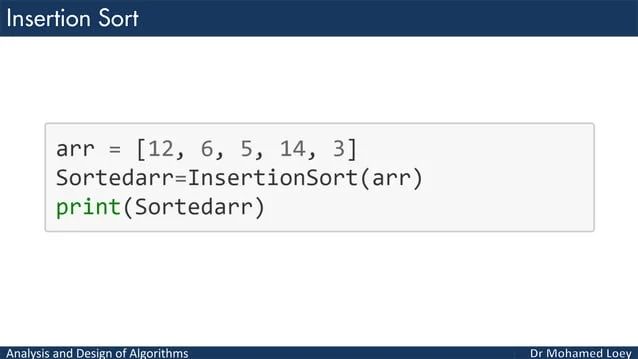 Insertion Sort
arr = [12, 6, 5, 14, 3]
Sortedarr=InsertionSort(arr)
print(Sortedarr)
Analysis and Design of Algorithms
Dr Mohamed Loey